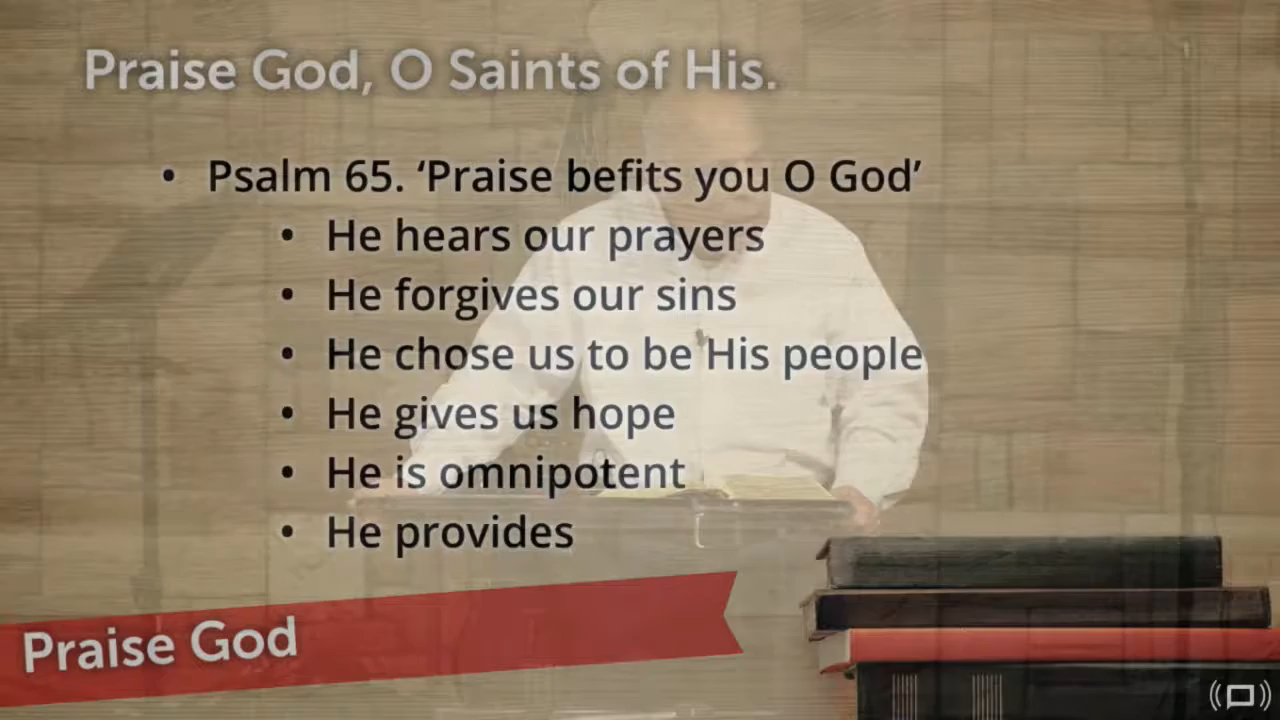 Praise God, O Saints of His.
• Psalm 65. ‘Praise befits you O God’
• He hears our prayers
• He forgives our sins
• He chose us to be His people
• He gives us hope
• He is omnipotent
• He provides
Praise God